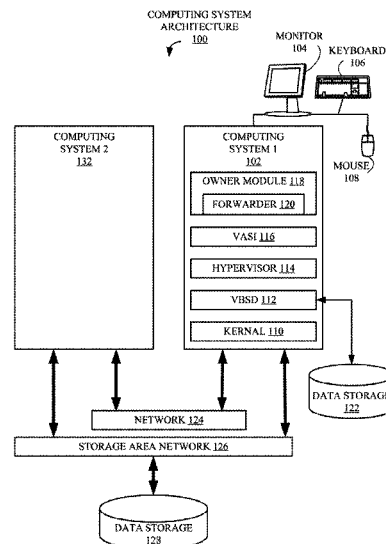 COMPUTING SYSTEM
ARCHITECTURE
100
MONITOR
104
KEYBOARD
106
MOUSE
108
COMPUTING
SYSTEM 2
132
COMPUTING
SYSTEM 1
102
OWNER MODULE 118
FORWARDER 120
VASI 116
HYPERVISOR 114
VBSD 112
KERNAL 110
DATA STORAGE
122
NETWORK 124
STORAGE AREA NETWORK 126
DATA STORAGE
128